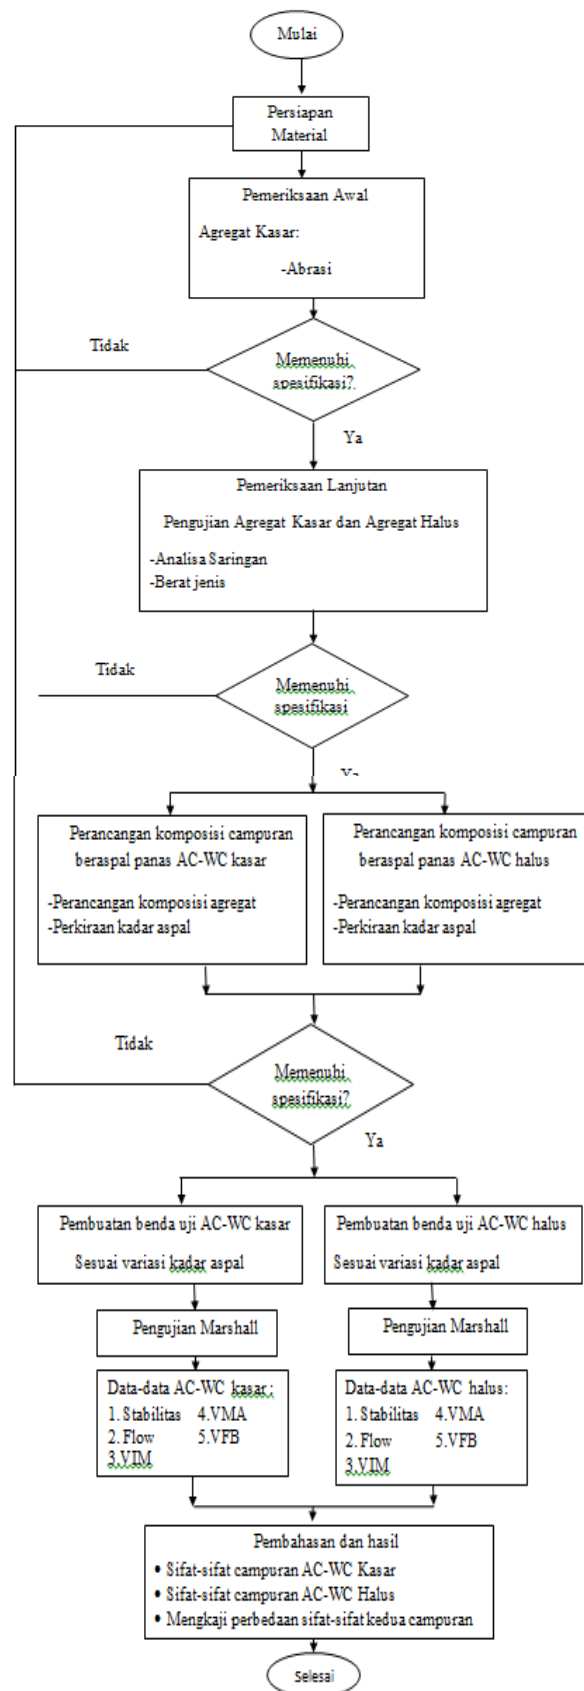 Mulai
Persiapan
Material
Pemeriksaan Awal
Agregat Kasar:
-Abrasi
Tidak
Memenuhi
spesifikasi?
Ya
Pemeriksaan Lanjutan
Pengujian Agregat Kasar dan Agregat Halus
-Analisa Saringan
-Berat jenis
Tidak
Memenuhi
spesifikasi
Ya
Perancangan komposisi campuran
beraspal panas AC-WC kasar
-Perancangan komposisi agregat
-Perkiraan kadar aspal
Perancangan komposisi campuran
beraspal panas AC-WC halus
-Perancangan komposisi agregat
-Perkiraan kadar aspal
Tidak
Memenuhi
spesifikasi?
Ya
Pembuatan benda uji AC-WC kasar
Sesuai variasi kadar aspal
Pembuatan benda uji AC-WC halus
Sesuai variasi kadar aspal
Pengujian Marshall
Pengujian Marshall
Data-data AC-WC kasar :
1. Stabilitas 4.VMA
2. Flow 5.VFB
3.VIM
Data-data AC-WC halus:
1. Stabilitas 4.VMA
2. Flow 5.VFB
3.VIM
Pembahasan dan hasil
• Sifat-sifat campuran AC-WC Kasar
• Sifat-sifat campuran AC-WC Halus
• Mengkaji perbedaan sifat-sifat kedua campuran
Selesai